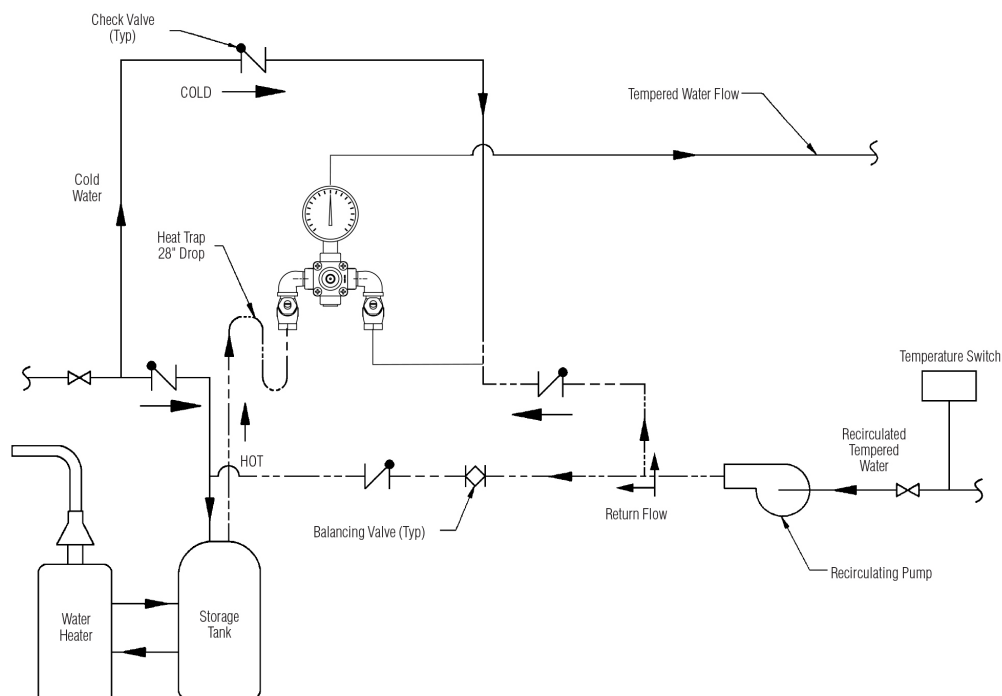 Check Valve
(Typ)
COLD
Tempered Water Flow
Cold
Water
Heat Trap
28" Drop
Temperature Switch
Recirculated
Tempered
Water
HOT
Return Flow
Balancing Valve (Typ)
Recirculating Pump
Water
Heater
Storage
Tank